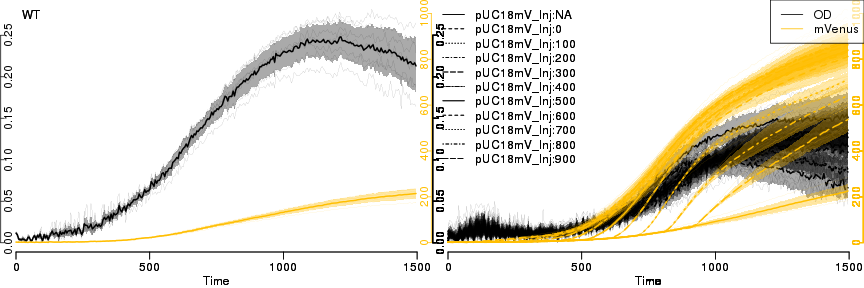 WT
0.00 0.05 0.10 0.15 0.20 0.25
0 200 400 600 800 1000
0 500 1000 1500
Time
pUC18mV_Inj:NA
pUC18mV_Inj:0
pUC18mV_Inj:100
pUC18mV_Inj:200
pUC18mV_Inj:300
pUC18mV_Inj:400
pUC18mV_Inj:500
pUC18mV_Inj:600
pUC18mV_Inj:700
pUC18mV_Inj:800
pUC18mV_Inj:900
OD
mVenus
0.00 0.05 0.10 0.15 0.20 0.25
0 200 400 600 800
0 500 1000 1500
Time